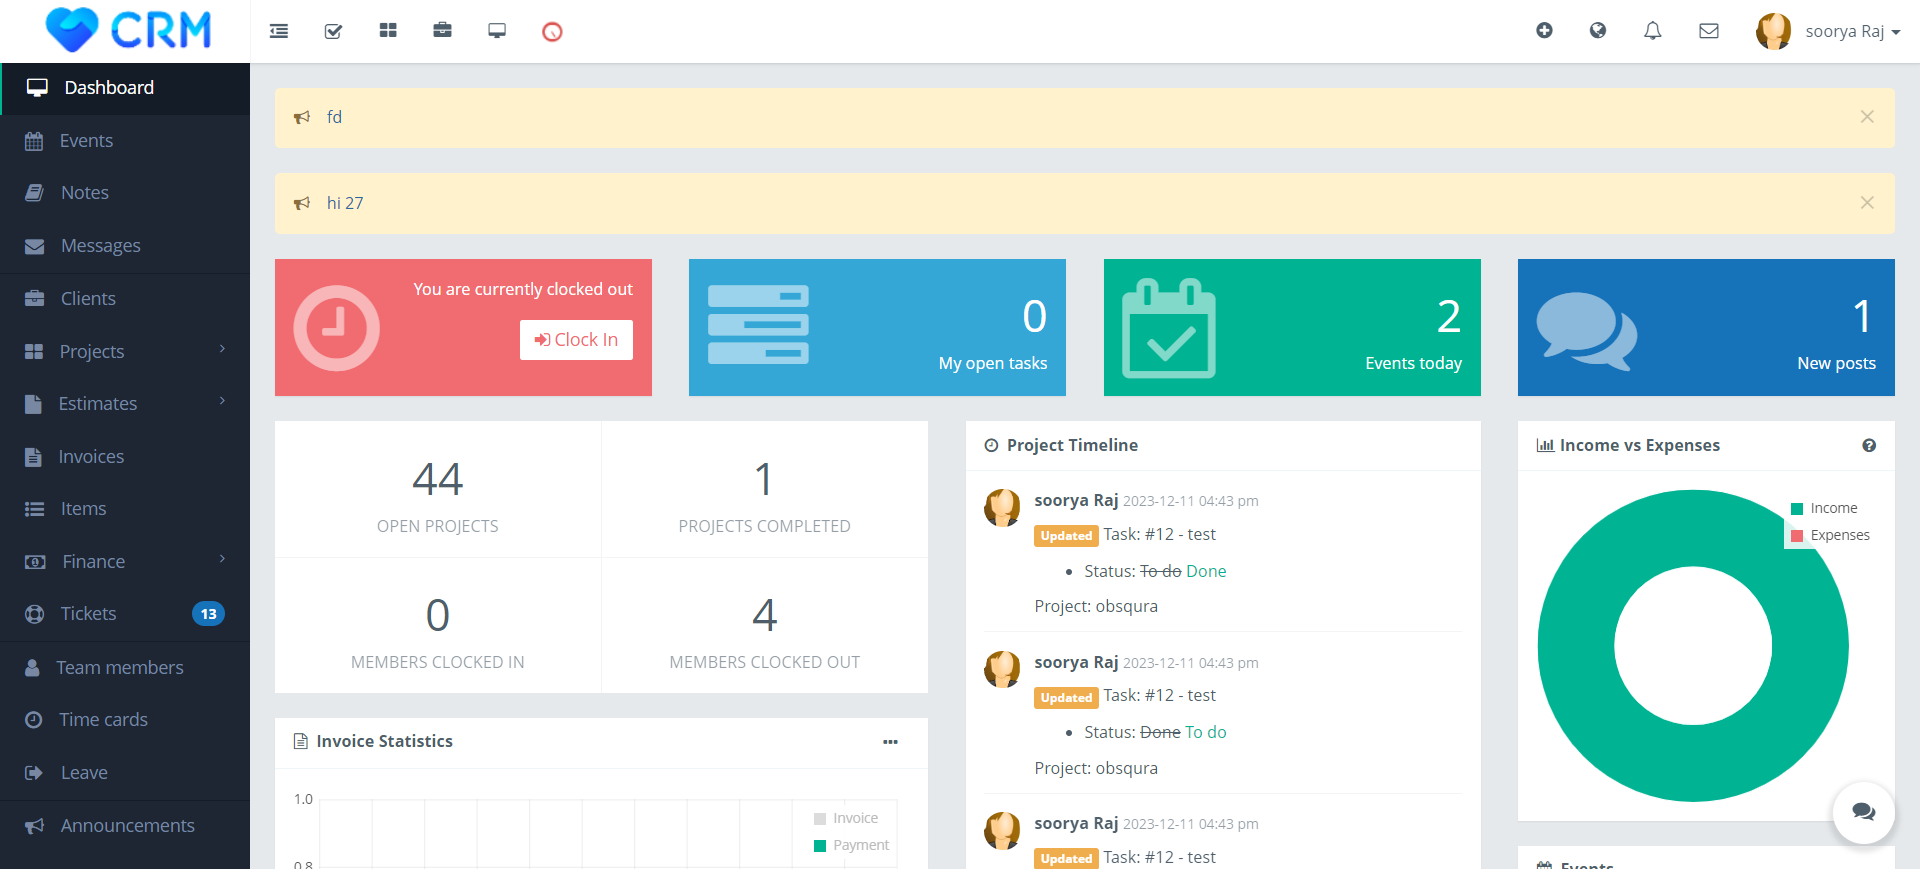 CRM
soorya Raj
Dashboard
Events
Notes
Messages
Clients
Projects
Estimates
Invoices
Items
Finance
Tickets 13
Team members
Time cards
Leave
Announcements
fd
hi 27
You are currently clocked out
Clock In
0
My open tasks
2
Events today
1
New posts
44
OPEN PROJECTS
1
PROJECTS COMPLETED
0
MEMBERS CLOCKED IN
4
MEMBERS CLOCKED OUT
Invoice Statistics
1.0
0.8
Invoice
Payment
Project Timeline
soorya Raj 2023-12-11 04:43 pm
Updated Task: #12 - test
• Status: To do Done
Project: obsqura
soorya Raj 2023-12-11 04:43 pm
Updated Task: #12 - test
• Status: Done To do
Project: obsqura
soorya Raj 2023-12-11 04:43 pm
Updated Task: #12 - test
Income vs Expenses
Income
Expenses
Events